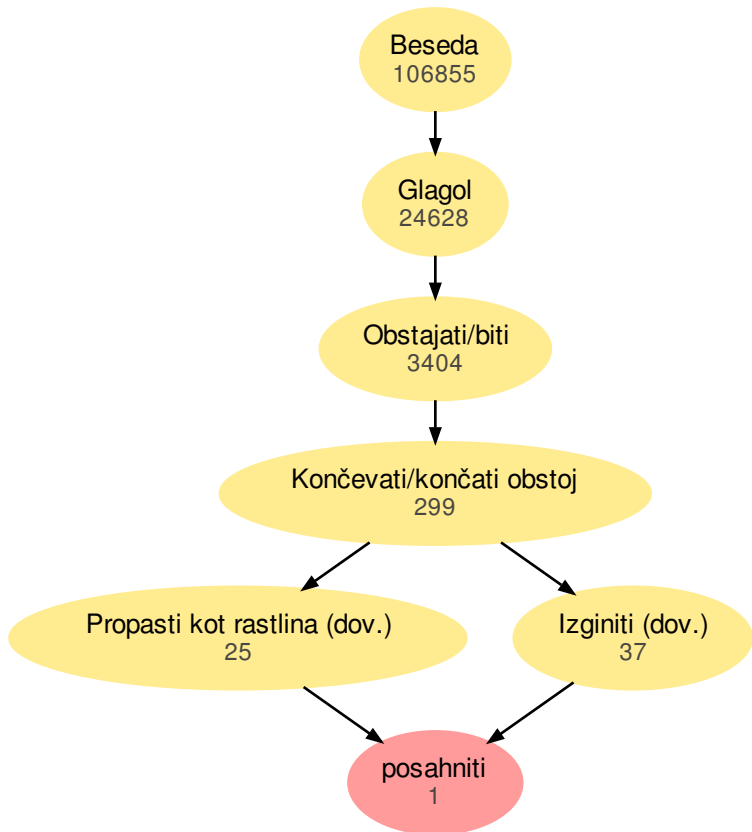 Beseda
106855
Glagol
24628
Obstajati/biti
3404
Končevati/končati obstoj
299
Propasti kot rastlina (dov.)
25
Izginiti (dov.)
37
posahniti
1